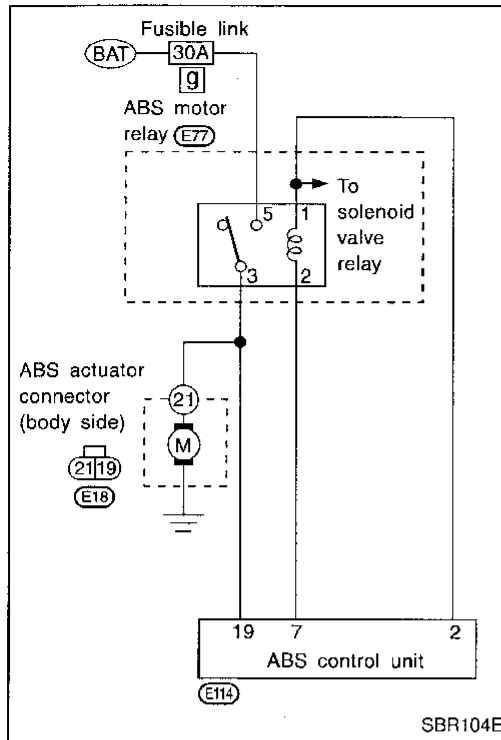 Fusible link
BAT
30A
g
ABS motor
relay E77
To
solenoid
valve
relay
5
1
3
2
ABS actuator
connector
(body side)
21
M
21 19
E18
19 7 2
ABS control unit
E114
SBR104E